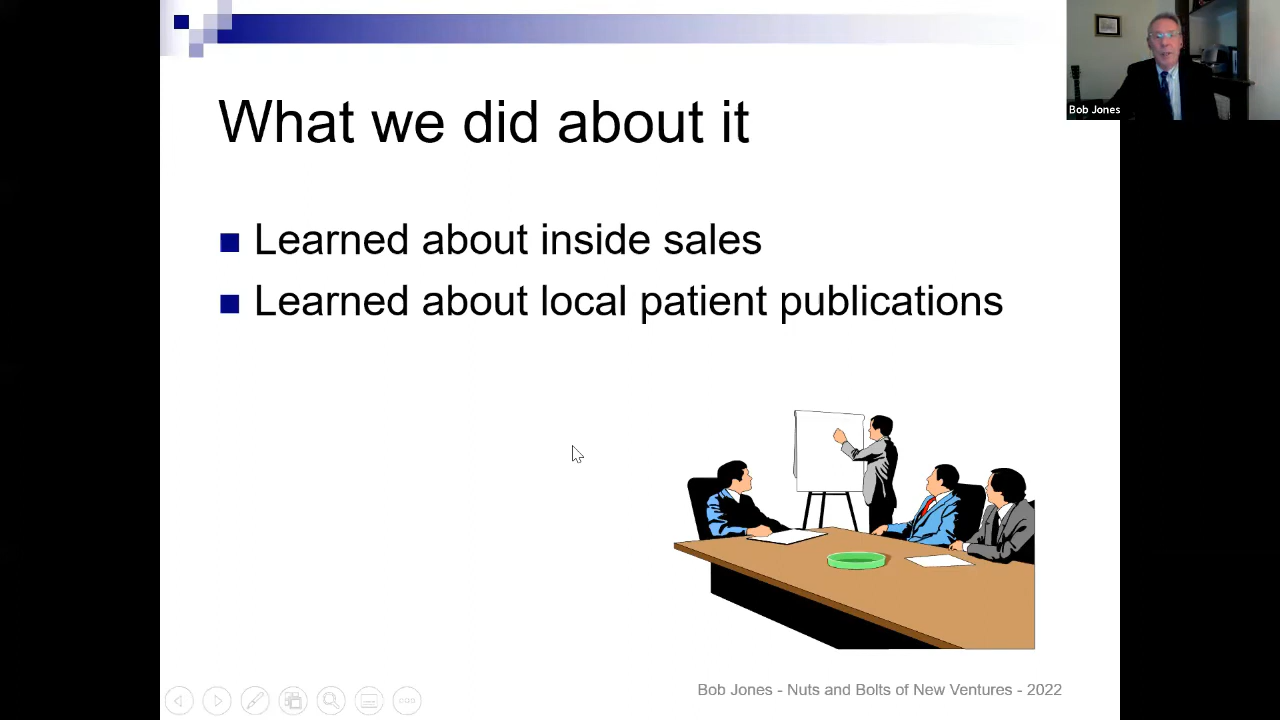 What we did about it
Learned about inside sales
Learned about local patient publications
Bob Jones - Nuts and Bolts of New Ventures - 2022
Bob Jones